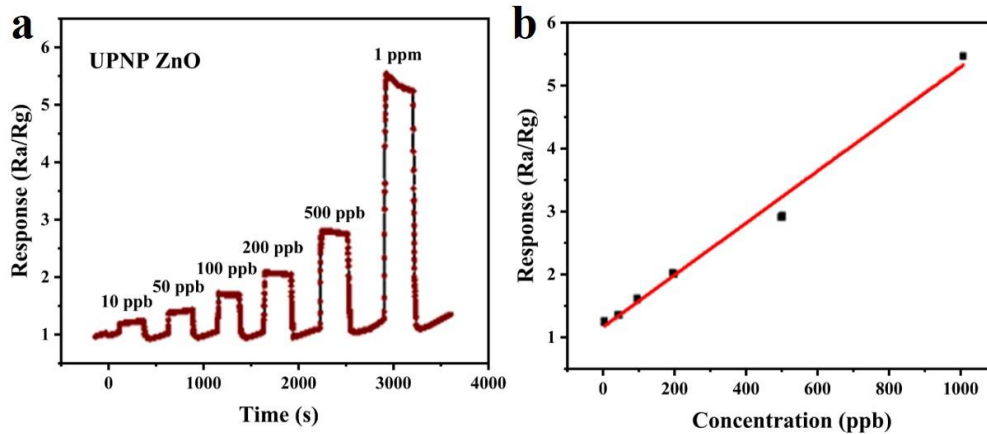 a
UPNP ZnO
10 ppb
50 ppb
100 ppb
200 ppb
500 ppb
1 ppm
Response (Ra/Rg)
6
5
4
3
2
1
0
1000
2000
3000
4000
Time (s)
b
Response (Ra/Rg)
6
5
4
3
2
1
0
200
400
600
800
1000
Concentration (ppb)